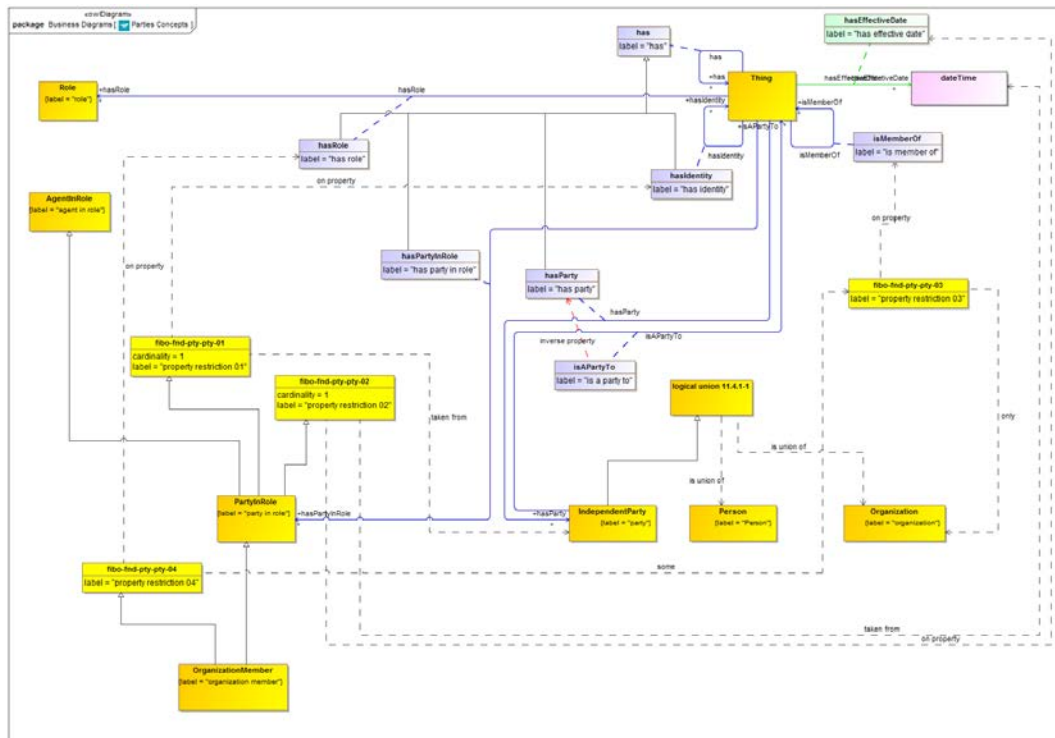 «owlDiagram»
package Business Diagrams [ Parties Concepts ]
has
label = "has"
hasEffectiveDate
label = "has effective date"
has
+has
*
Role
[label = "role"]
+hasRole
*
hasRole
Thing
hasEffectiveDate
*
dateTime
+hasIdentity
*
+isMemberOf
*
+isAPartyTo
*
hasIdentity
isMemberOf
isMemberOf
label = "is member of"
hasRole
label = "has role"
hasIdentity
label = "has identity"
on property
AgentInRole
[label = "agent in role"]
on property
on property
hasPartyInRole
label = "has party in role"
hasParty
label = "has party"
fibo-fnd-pty-pty-03
label = "property restriction 03"
hasParty
isAPartyTo
inverse property
fibo-fnd-pty-pty-01
cardinality = 1
label = "property restriction 01"
isAPartyTo
label = "is a party to"
fibo-fnd-pty-pty-02
cardinality = 1
label = "property restriction 02"
logical union 11.4.1-1
taken from
only
is union of
is union of
PartyInRole
[label = "party in role"]
+hasPartyInRole
*
+hasParty
*
IndependentParty
[label = "party"]
Person
[label = "Person"]
Organization
[label = "organization"]
fibo-fnd-pty-pty-04
label = "property restriction 04"
some
taken from
on property
OrganizationMember
[label = "organization member"]